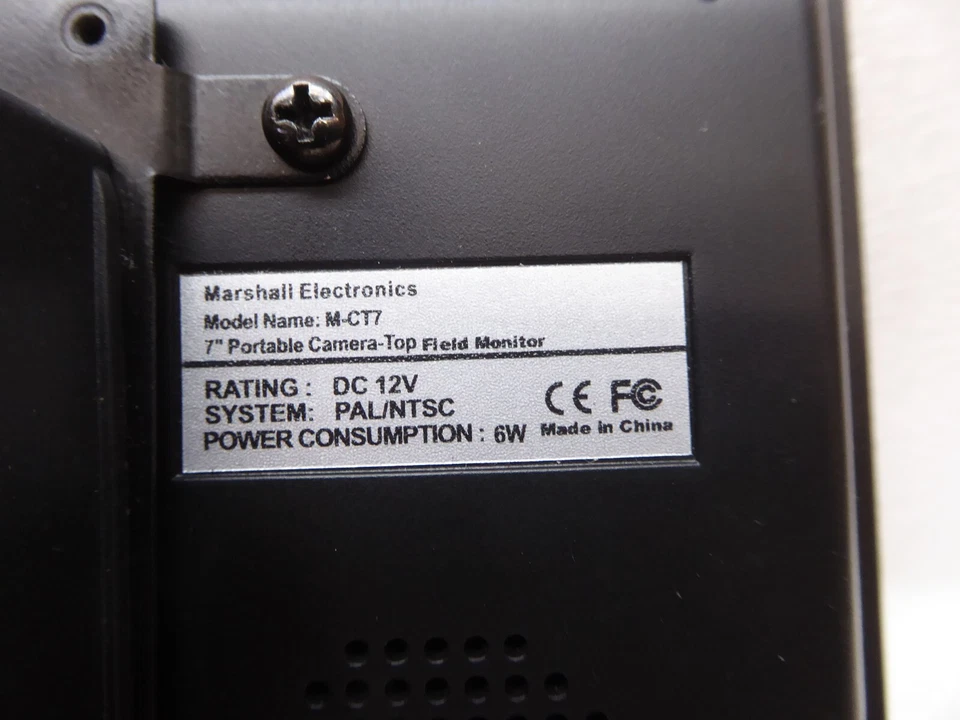 Marshall Electronics
Model Name: M-CT7
7" Portable Camera-Top Field Monitor
RATING : DC 12V
SYSTEM: PAL/NTSC
POWER CONSUMPTION : 6W
CE FC
Made in China